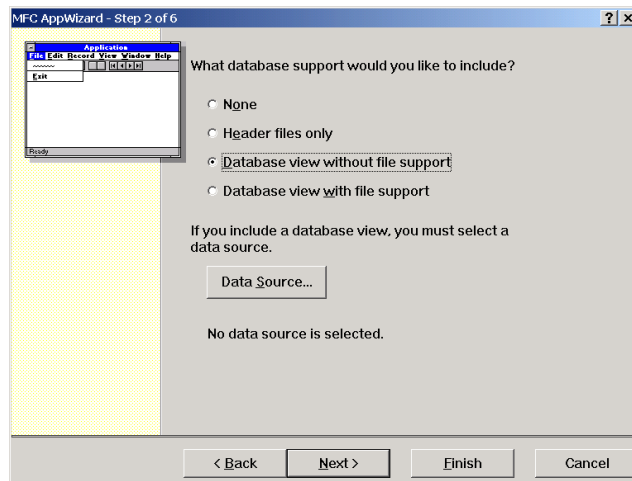 MFC AppWizard - Step 2 of 6
Application
File Edit Record View Window Help
Exit
Ready
What database support would you like to include?
None
Header files only
Database view without file support
Database view with file support
If you include a database view, you must select a
data source.
Data Source...
No data source is selected.
< Back Next > Finish Cancel